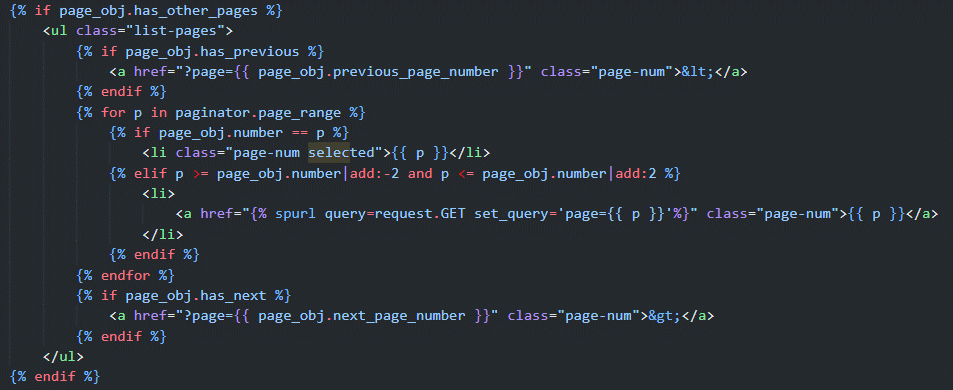 {% if page_obj.has_other_pages %}
    <ul class="list-pages">
        {% if page_obj.has_previous %}
            <a href="?page={{ page_obj.previous_page_number }}" class="page-num">&lt;</a>
        {% endif %}
        {% for p in paginator.page_range %}
            {% if page_obj.number == p %}
                <li class="page-num selected">{{ p }}</li>
            {% elif p >= page_obj.number|add:-2 and p <= page_obj.number|add:2 %}
                <li>
                    <a href="{% spurl query=request.GET set_query='page={{ p }}'%}" class="page-num">{{ p }}</a>
                </li>
            {% endif %}
        {% endfor %}
        {% if page_obj.has_next %}
            <a href="?page={{ page_obj.next_page_number }}" class="page-num">&gt;</a>
        {% endif %}
    </ul>
{% endif %}